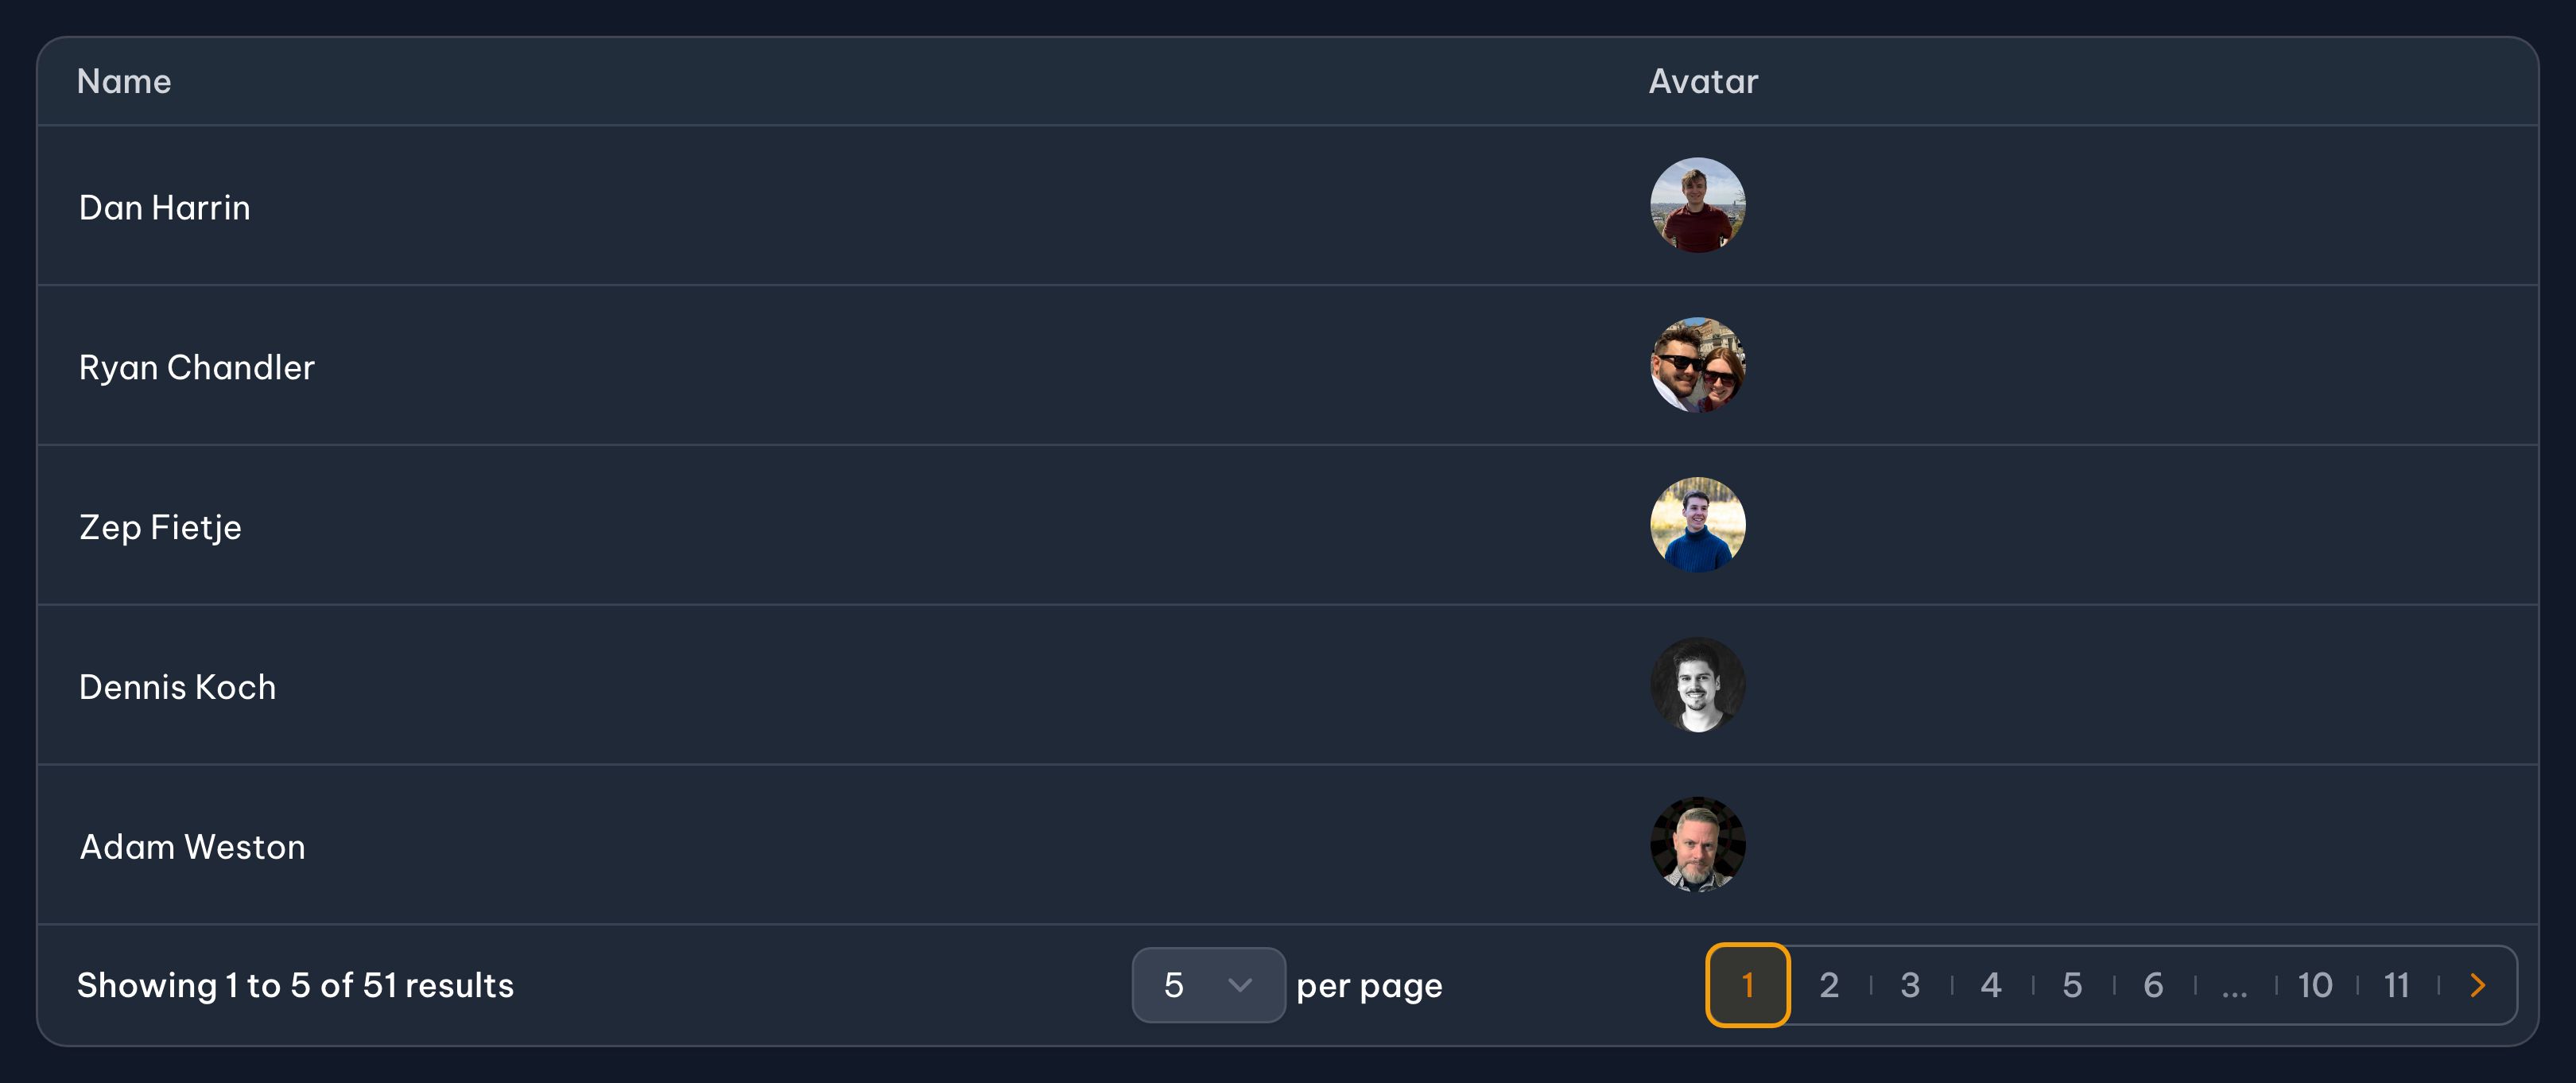 Name Avatar
Dan Harrin
Ryan Chandler
Zep Fietje
Dennis Koch
Adam Weston
Showing 1 to 5 of 51 results 5 per page 1 2 3 4 5 6 ... 10 11